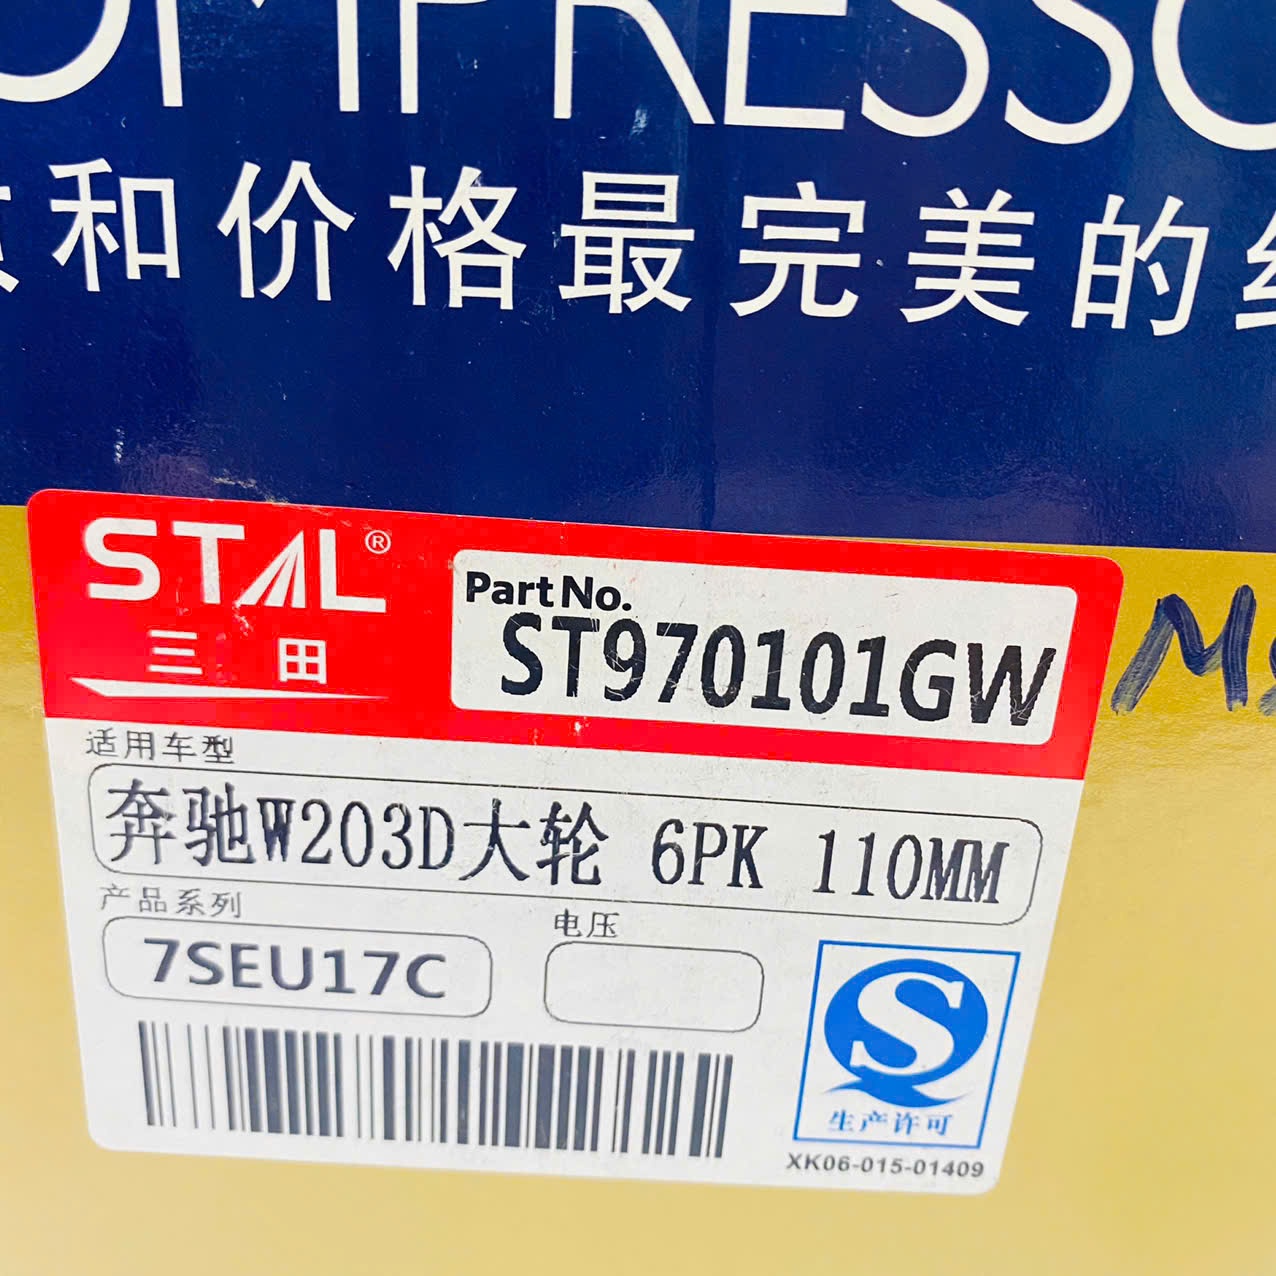 OMPRESSO
和价格最完美的
STAL®
三田
Part No.
ST970101GW
适用车型
奔驰W203D大轮 6PK 110MM
产品系列
电压
7SEU17C
S
生产许可
XK06-015-01409